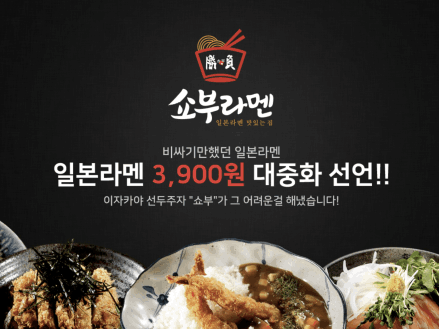 勝 負
쇼부라멘
일본라멘 맛있는집
비싸기만했던 일본라멘
일본라멘 3,900원 대중화 선언!!
이자카야 선두주자 "쇼부"가 그 어려운걸 해냈습니다!